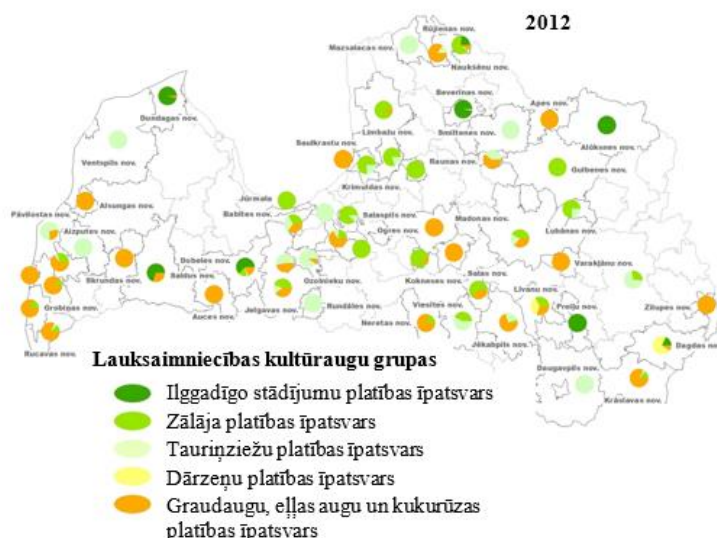 2012
Rūjienas nov.
Mazsalacas nov.
Naukšēnu nov.
Beverīnas nov.
Apes nov.
Dundagas nov.
Limbažu nov.
Smiltenes nov.
Alūksnes nov.
Ventspils nov.
Saulkrastu nov.
Raunas nov.
Gulbenes nov.
Krimuldas nov.
Alsungas nov.
Jūrmala
Pāvilostas nov.
Babītes nov.
Salaspils nov.
Lubānas nov.
Aizputes nov.
Ogres nov.
Madonas nov.
Dobeles nov.
Skrundas nov.
Saldus nov.
Ozolnieku nov.
Kokneses nov.
Salas nov.
Varakļānu nov.
Grobiņas nov.
Auces nov.
Jelgavas nov.
Rundāles nov.
Viesītes nov.
Līvānu nov.
Preiļu nov.
Zilupes nov.
Rucavas nov.
Neretas nov.
Jēkabpils nov.
Dagdas nov.
Daugavpils nov.
Krāslavas nov.
Lauksaimniecības kultūraugu grupas
Ilggadīgo stādījumu platības īpatsvars
Zālāja platības īpatsvars
Tauriņziežu platības īpatsvars
Dārzeņu platības īpatsvars
Graudaugu, eļļas augu un kukurūzas
platības īpatsvars